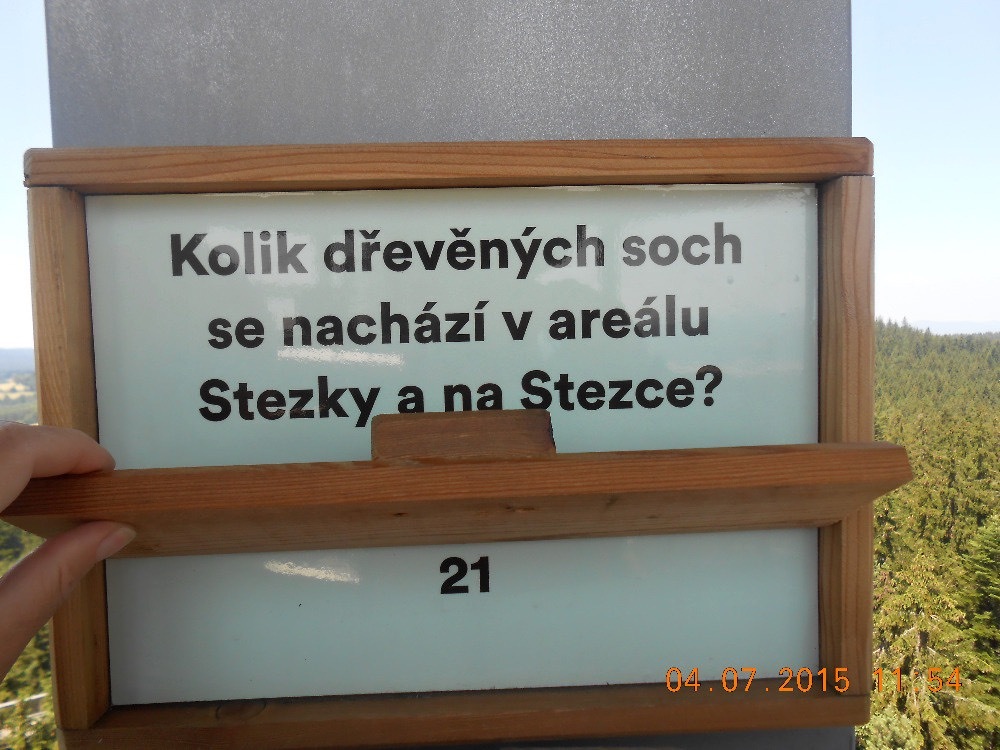 Kolik dřevěných soch
se nachází v areálu
Stezky a na Stezce?
21
04.07.2015 11:54